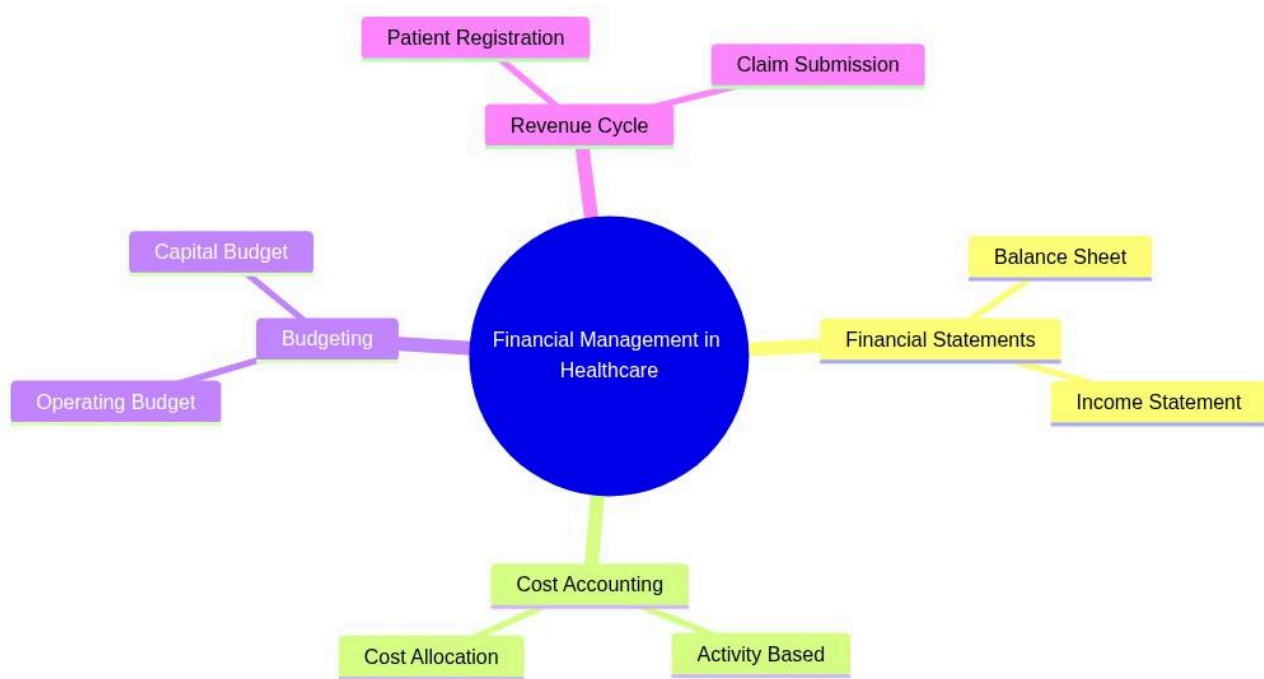 Patient Registration
Claim Submission
Revenue Cycle
Capital Budget
Balance Sheet
Budgeting
Financial Management in
Healthcare
Financial Statements
Operating Budget
Income Statement
Cost Accounting
Cost Allocation
Activity Based